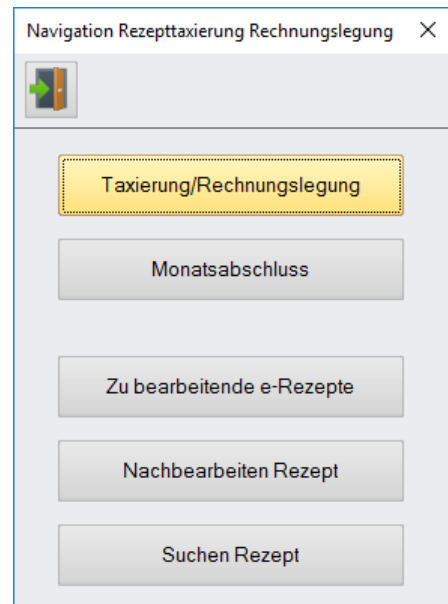 Navigation Rezepttaxierung Rechnungslegung
Taxierung/Rechnungslegung
Monatsabschluss
Zu bearbeitende e-Rezepte
Nachbearbeiten Rezept
Suchen Rezept